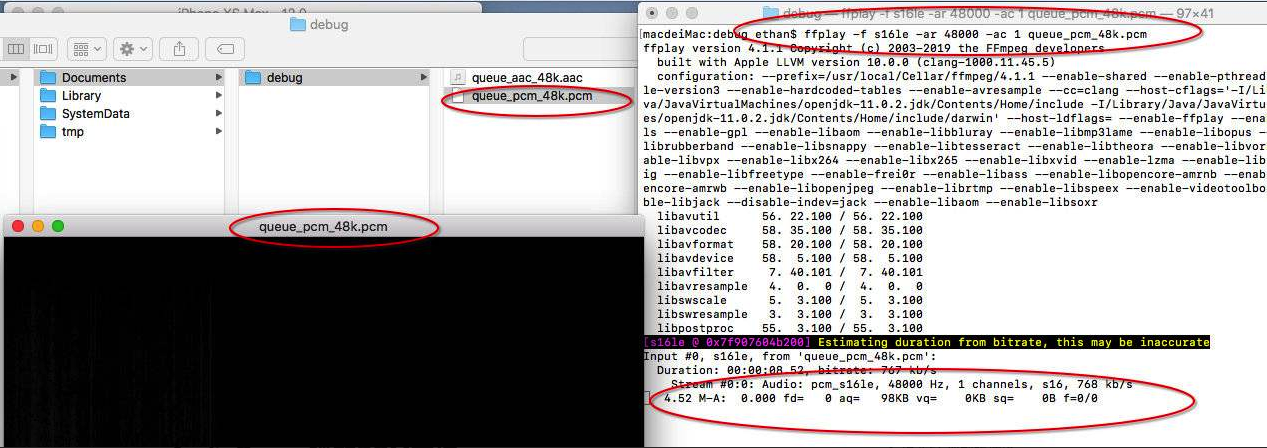 iPhone XS Max — 12.0
debug
Documents
Library
SystemData
tmp
debug
queue_aac_48k.aac
queue_pcm_48k.pcm
queue_pcm_48k.pcm
debug — ffplay -f s16le -ar 48000 -ac 1 queue_pcm_48k.pcm — 97×41
[macdeiMac:debug ethan$ ffplay -f s16le -ar 48000 -ac 1 queue_pcm_48k.pcm
ffplay version 4.1.1 Copyright (c) 2003-2019 the FFmpeg developers
built with Apple LLVM version 10.0.0 (clang-1000.11.45.5)
configuration: --prefix=/usr/local/Cellar/ffmpeg/4.1.1 --enable-shared --enable-pthread
le-version3 --enable-hardcoded-tables --enable-avresample --cc=clang --host-cflags='-I/Li
va/JavaVirtualMachines/openjdk-11.0.2.jdk/Contents/Home/include -I/Library/Java/JavaVirtu
es/openjdk-11.0.2.jdk/Contents/Home/include/darwin' --host-ldflags= --enable-ffplay --ena
ls --enable-gpl --enable-libaom --enable-libbluray --enable-libmp3lame --enable-libopus --
librubberband --enable-libsnappy --enable-libtesseract --enable-libtheora --enable-libvor
able-libvpx --enable-libx264 --enable-libx265 --enable-libxvid --enable-lzma --enable-lib
ig --enable-libfreetype --enable-frei0r --enable-libass --enable-libopencore-amrnb --enab
encore-amrwb --enable-libopenjpeg --enable-librtmp --enable-libspeex --enable-videotoolbo
ble-libjack --disable-indev=jack --enable-libaom --enable-libsoxr
libavutil 56. 22.100 / 56. 22.100
libavcodec 58. 35.100 / 58. 35.100
libavformat 58. 20.100 / 58. 20.100
libavdevice 58. 5.100 / 58. 5.100
libavfilter 7. 40.101 / 7. 40.101
libavresample 4. 0. 0 / 4. 0. 0
libswscale 5. 3.100 / 5. 3.100
libswresample 3. 3.100 / 3. 3.100
libpostproc 55. 3.100 / 55. 3.100
[s16le @ 0x7f907604b200] Estimating duration from bitrate, this may be inaccurate
Input #0, s16le, from 'queue_pcm_48k.pcm':
Duration: 00:00:08.52, bitrate: 767 kb/s
Stream #0:0: Audio: pcm_s16le, 48000 Hz, 1 channels, s16, 768 kb/s
4.52 M-A: 0.000 fd= 0 aq= 98KB vq= 0KB sq= 0B f=0/0